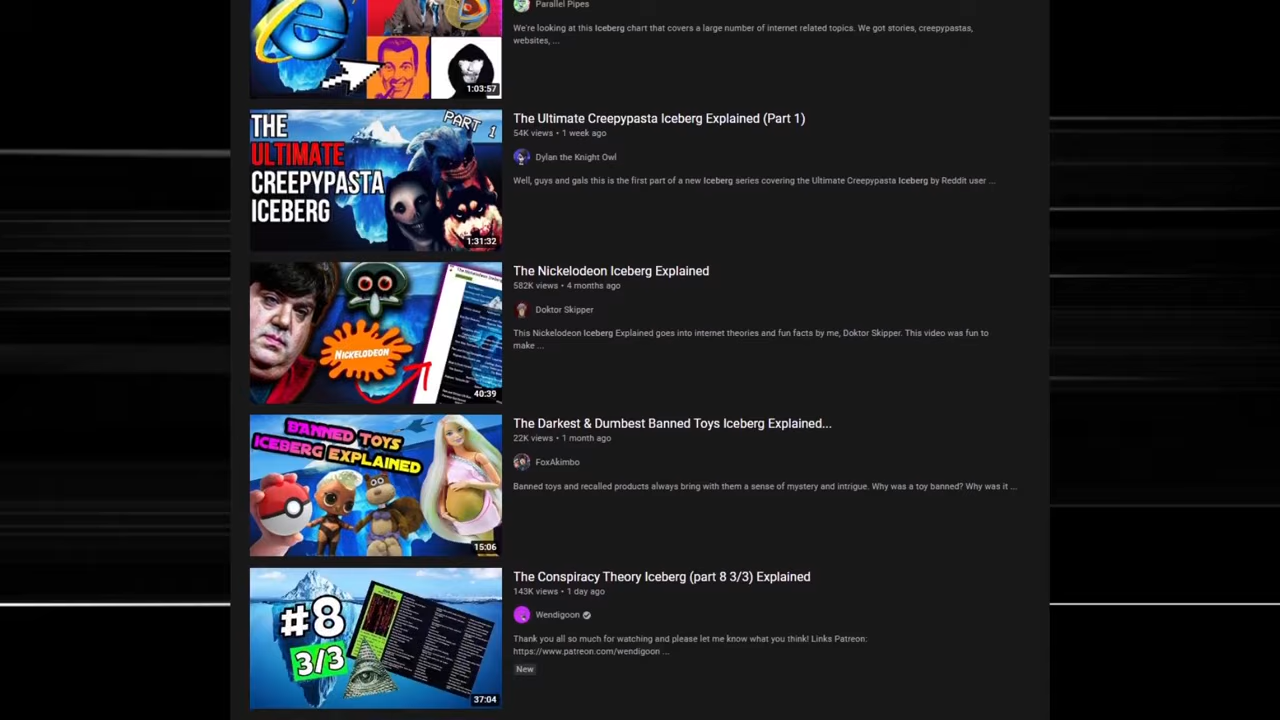 Parallel Pipes
We're looking at this Iceberg chart that covers a large number of internet related topics. We got stories, creepypastas,
websites, ...
1:03:57
THE
ULTIMATE
CREEPYPASTA
ICEBERG
PART 1
1:31:32
The Ultimate Creepypasta Iceberg Explained (Part 1)
54K views • 1 week ago
Dylan the Knight Owl
Well, guys and gals this is the first part of a new Iceberg series covering the Ultimate Creepypasta Iceberg by Reddit user ...
NICKELODEON
40:39
The Nickelodeon Iceberg Explained
582K views • 4 months ago
Doktor Skipper
This Nickelodeon Iceberg Explained goes into internet theories and fun facts by me, Doktor Skipper. This video was fun to
make ...
BANNED TOYS
ICEBERG EXPLAINED
15:06
The Darkest & Dumbest Banned Toys Iceberg Explained...
22K views • 1 month ago
FoxAkimbo
Banned toys and recalled products always bring with them a sense of mystery and intrigue. Why was a toy banned? Why was it ...
#8
3/3
37:04
The Conspiracy Theory Iceberg (part 8 3/3) Explained
143K views • 1 day ago
Wendigoon
Thank you all so much for watching and please let me know what you think! Links Patreon:
https://www.patreon.com/wendigoon ...
New